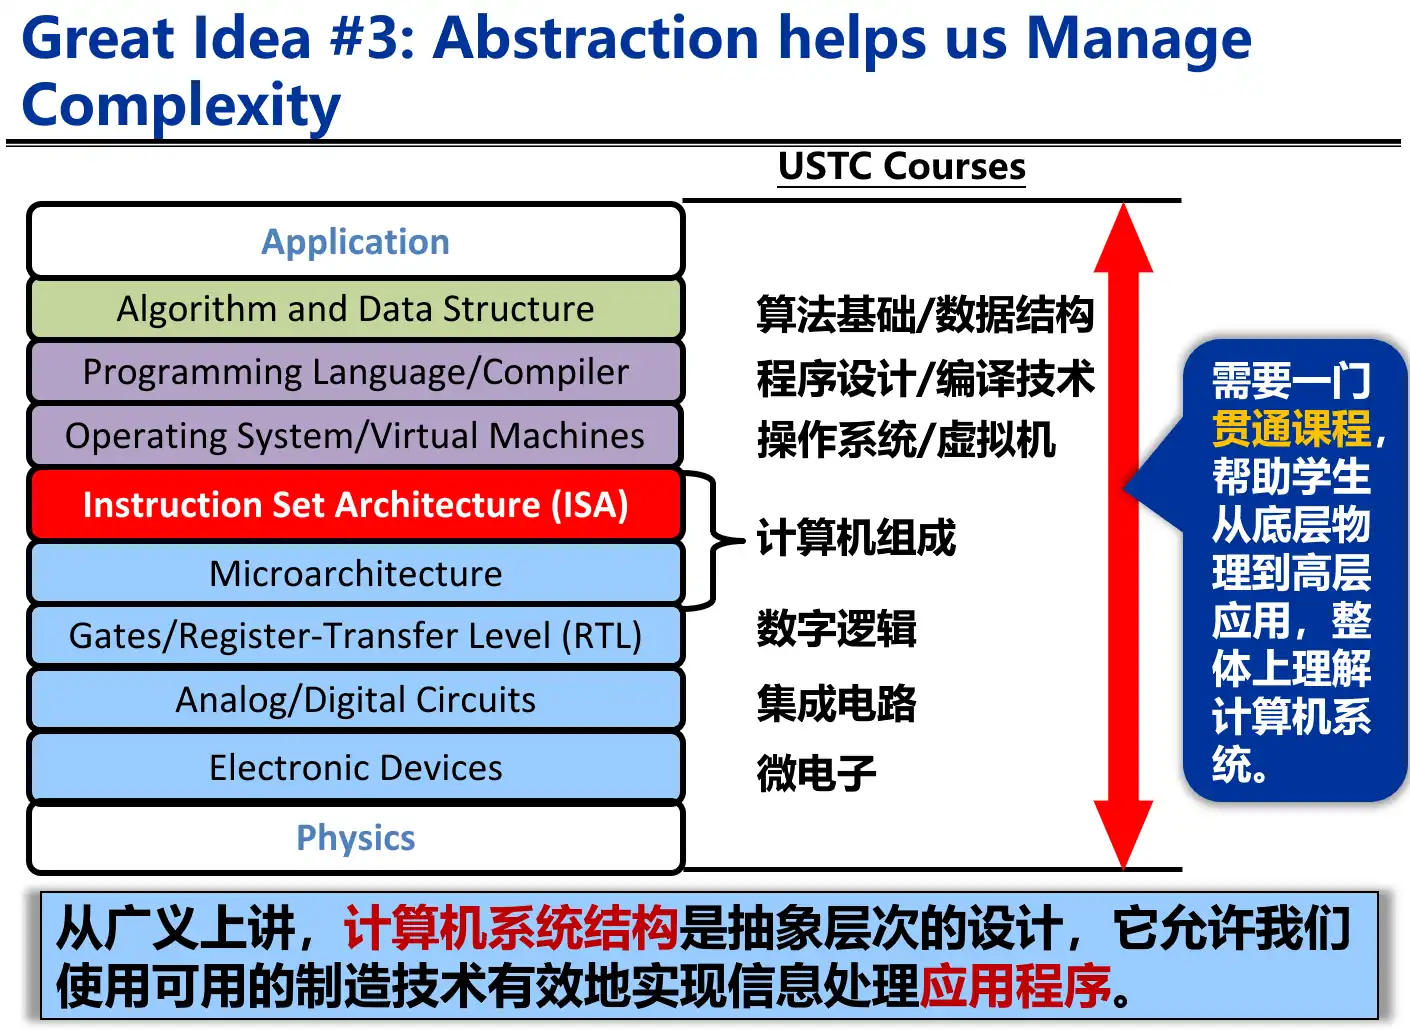 Great Idea #3: Abstraction helps us Manage
Complexity
USTC Courses
Application
Algorithm and Data Structure
算法基础/数据结构
Programming Language/Compiler
程序设计/编译技术
Operating System/Virtual Machines
操作系统/虚拟机
Instruction Set Architecture (ISA)
计算机组成
Microarchitecture
Gates/Register-Transfer Level (RTL)
数字逻辑
Analog/Digital Circuits
集成电路
Electronic Devices
微电子
Physics
需要一门
贯通课程，
帮助学生
从底层物
理到高层
应用，整
体上理解
计算机系
统。
从广义上讲，计算机系统结构是抽象层次的设计，它允许我们
使用可用的制造技术有效地实现信息处理应用程序。